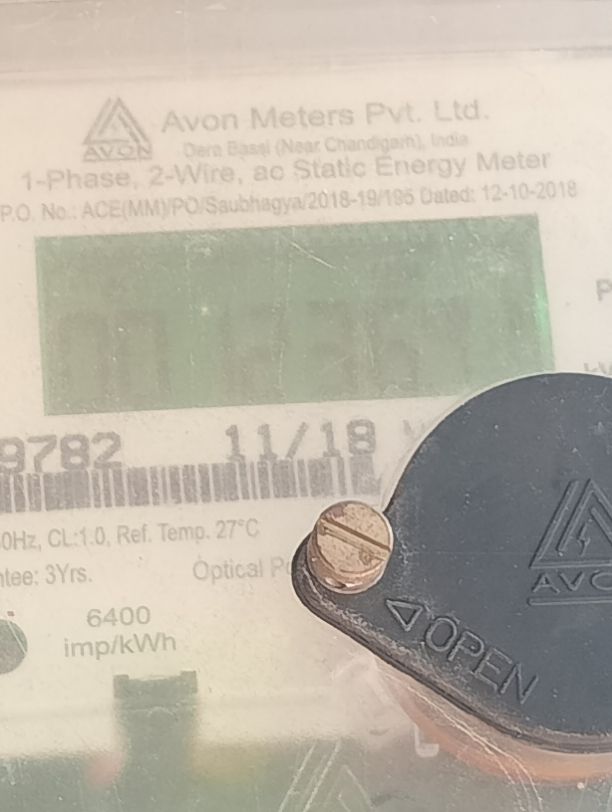 AVON
Avon Meters Pvt. Ltd.
Dera Bassi (Near Chandigarh), India
1-Phase, 2-Wire, ac Static Energy Meter
P.O. No.: ACE(MM)/PO/Saubhagya/2018-19/195 Dated: 12-10-2018
9782 11/18
0Hz, CL:1.0, Ref. Temp. 27°C
ntee: 3Yrs. Optical
6400
imp/kWh
AVO
OPEN